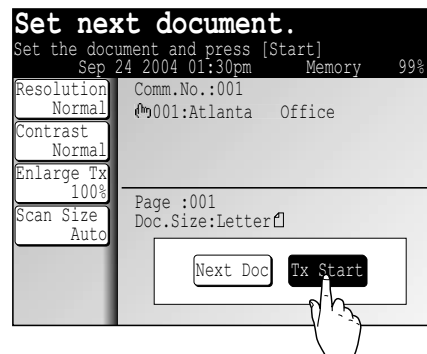 Set next document.
Set the document and press [Start]
Sep 24 2004 01:30pm Memory 99%
Resolution
Normal
Contrast
Normal
Enlarge Tx
100%
Scan Size
Auto
Comm.No.:001
001:Atlanta Office
Page :001
Doc.Size:Letter
Next Doc Tx Start